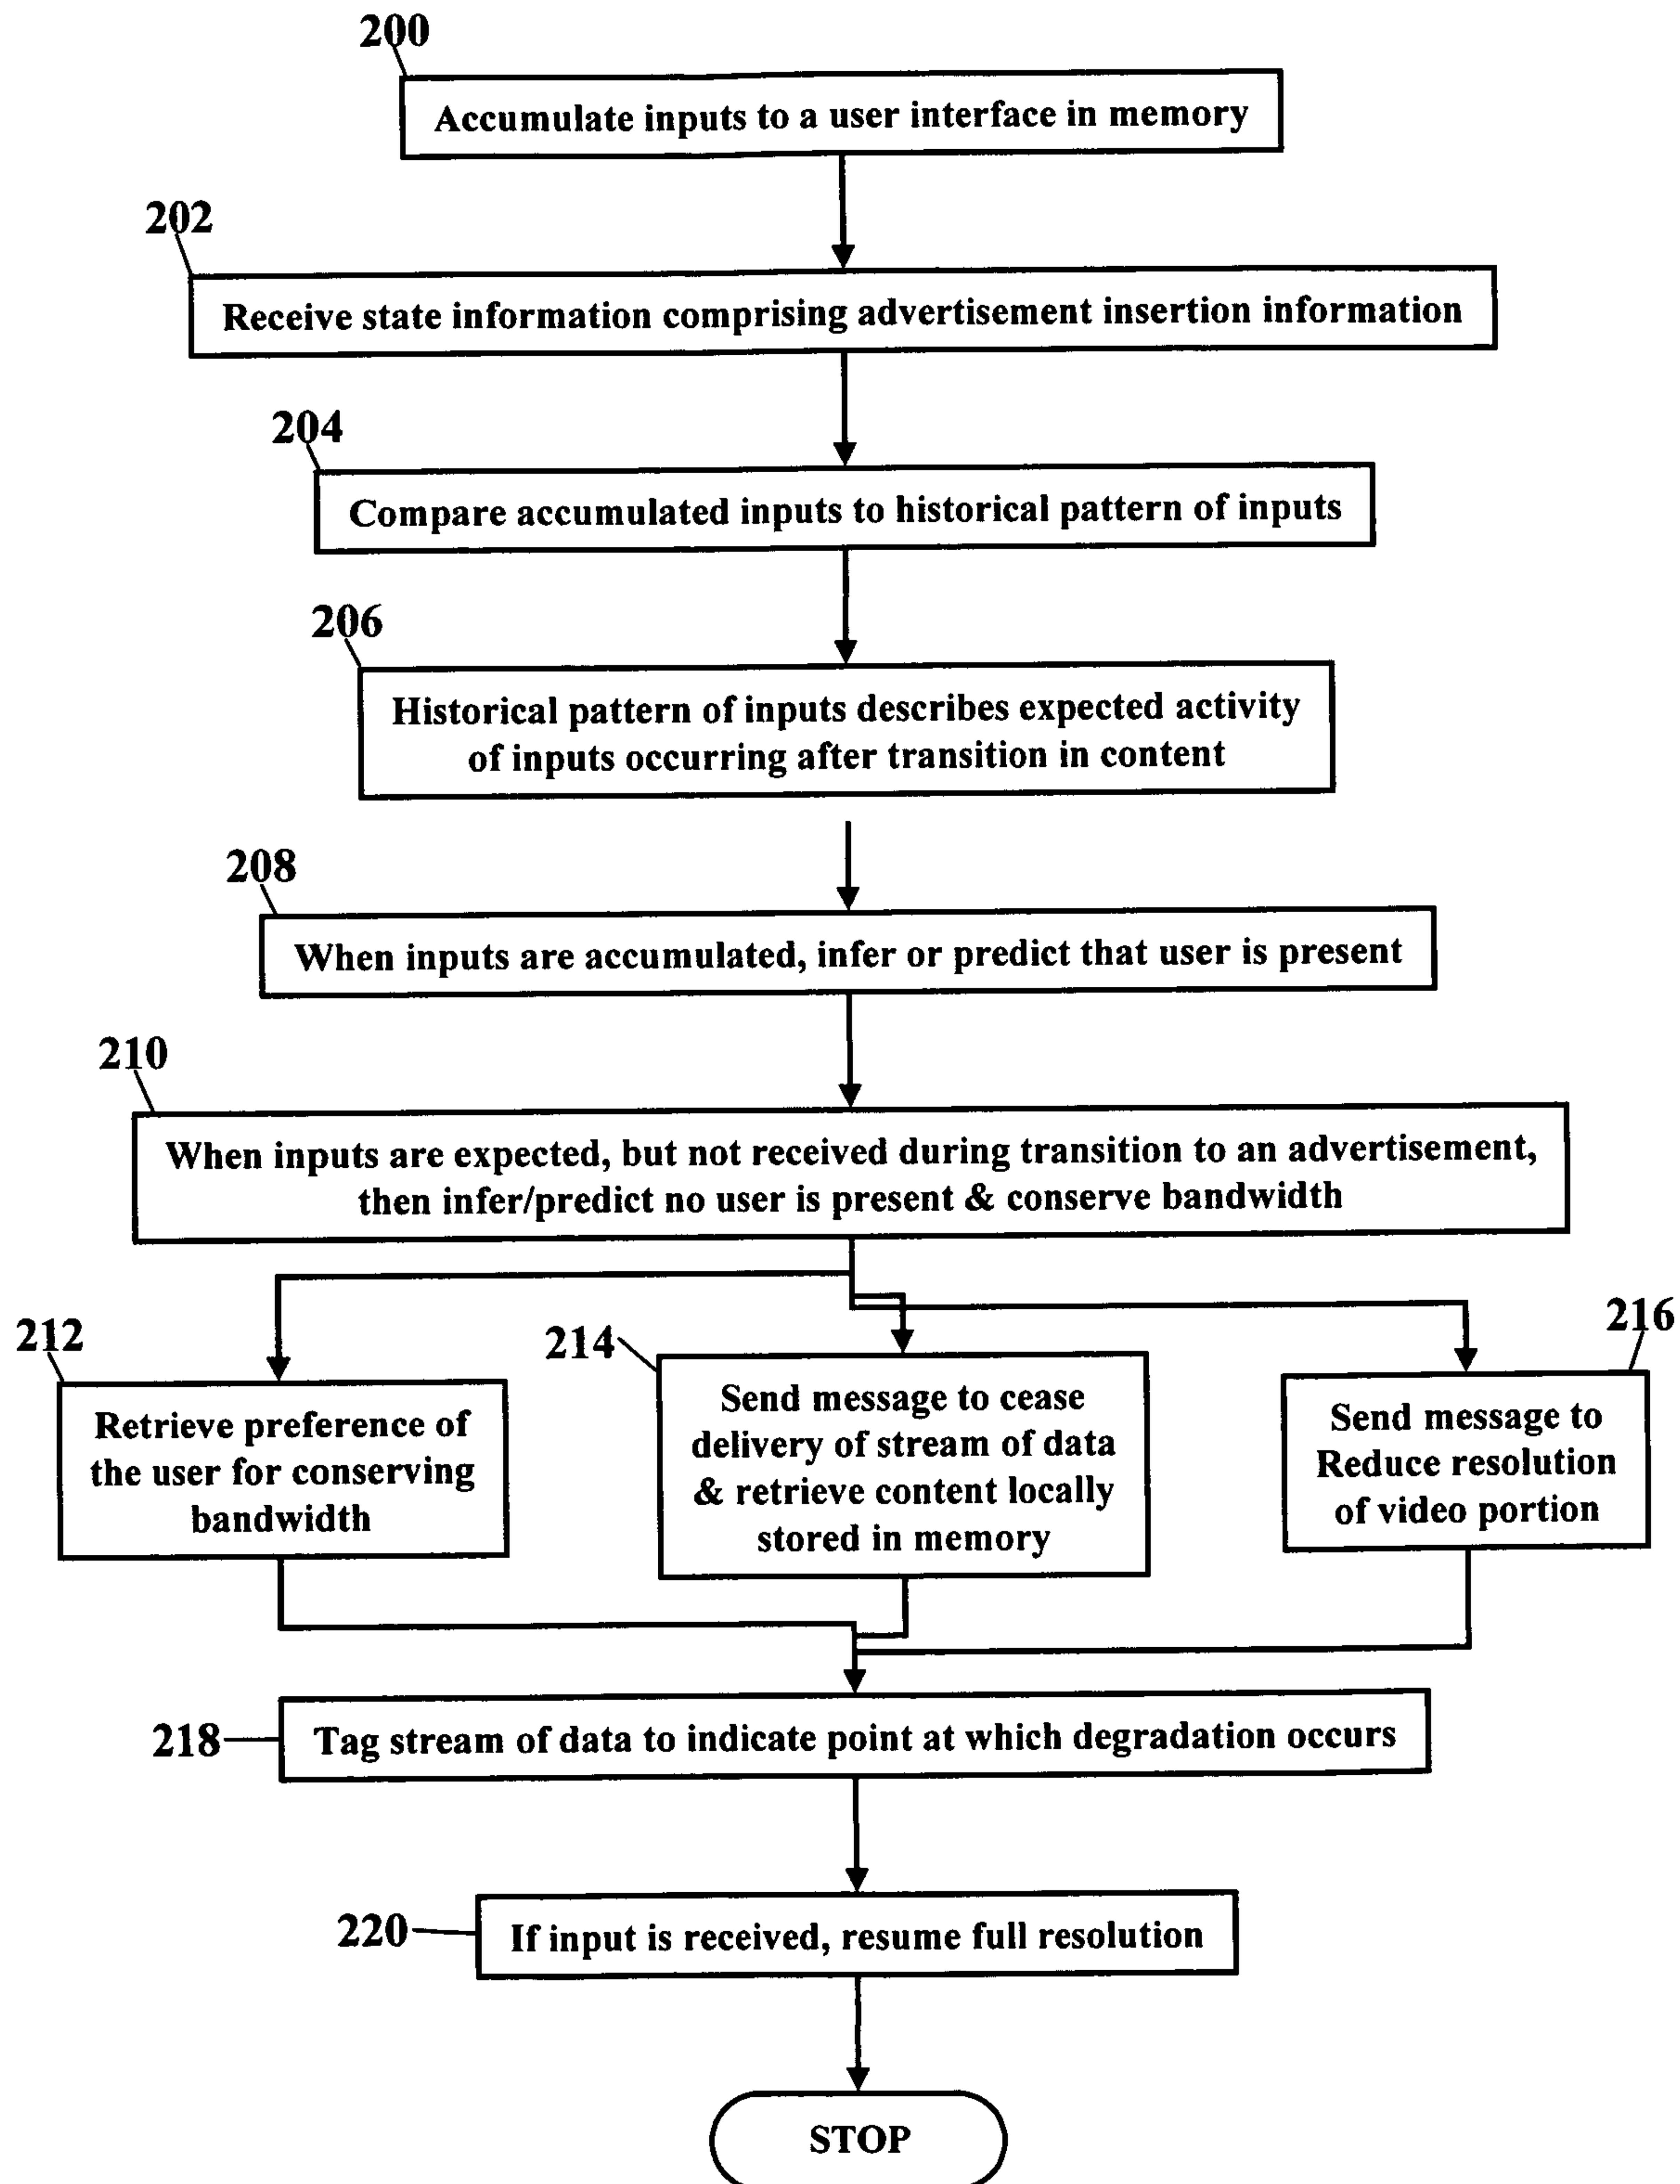 200
Accumulate inputs to a user interface in memory
202
Receive state information comprising advertisement insertion information
204
Compare accumulated inputs to historical pattern of inputs
206
Historical pattern of inputs describes expected activity
of inputs occurring after transition in content
208
When inputs are accumulated, infer or predict that user is present
210
When inputs are expected, but not received during transition to an advertisement,
then infer/predict no user is present & conserve bandwidth
212
Retrieve preference of
the user for conserving
bandwidth
214
Send message to cease
delivery of stream of data
& retrieve content locally
stored in memory
216
Send message to
Reduce resolution
of video portion
218
Tag stream of data to indicate point at which degradation occurs
220
If input is received, resume full resolution
STOP